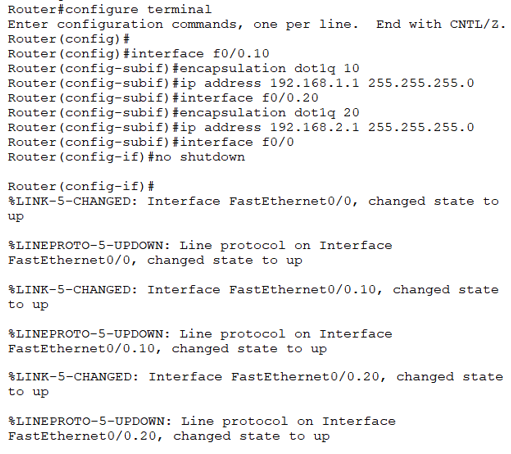 Router#configure terminal
Enter configuration commands, one per line.  End with CNTL/Z.
Router(config)#
Router(config)#interface f0/0.10
Router(config-subif)#encapsulation dot1q 10
Router(config-subif)#ip address 192.168.1.1 255.255.255.0
Router(config-subif)#interface f0/0.20
Router(config-subif)#encapsulation dot1q 20
Router(config-subif)#ip address 192.168.2.1 255.255.255.0
Router(config-subif)#interface f0/0
Router(config-if)#no shutdown

Router(config-if)#
%LINK-5-CHANGED: Interface FastEthernet0/0, changed state to
up

%LINEPROTO-5-UPDOWN: Line protocol on Interface
FastEthernet0/0, changed state to up

%LINK-5-CHANGED: Interface FastEthernet0/0.10, changed state
to up

%LINEPROTO-5-UPDOWN: Line protocol on Interface
FastEthernet0/0.10, changed state to up

%LINK-5-CHANGED: Interface FastEthernet0/0.20, changed state
to up

%LINEPROTO-5-UPDOWN: Line protocol on Interface
FastEthernet0/0.20, changed state to up